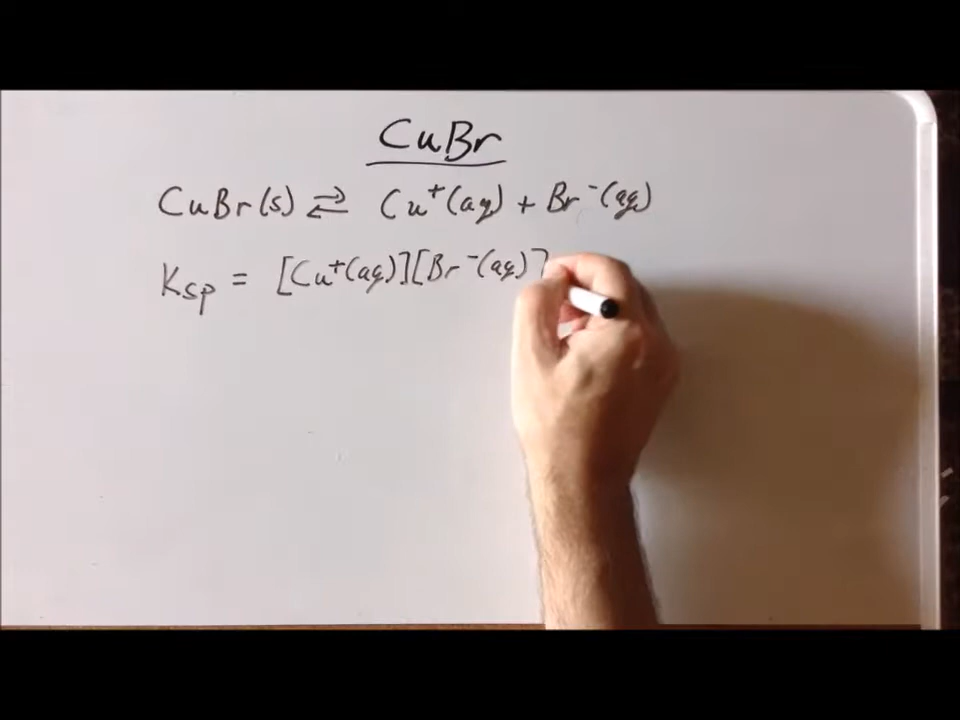 CuBr
CuBr(s) ⇌ Cu⁺(aq) + Br⁻(aq)
Ksp = [Cu⁺(aq)][Br⁻(aq)]